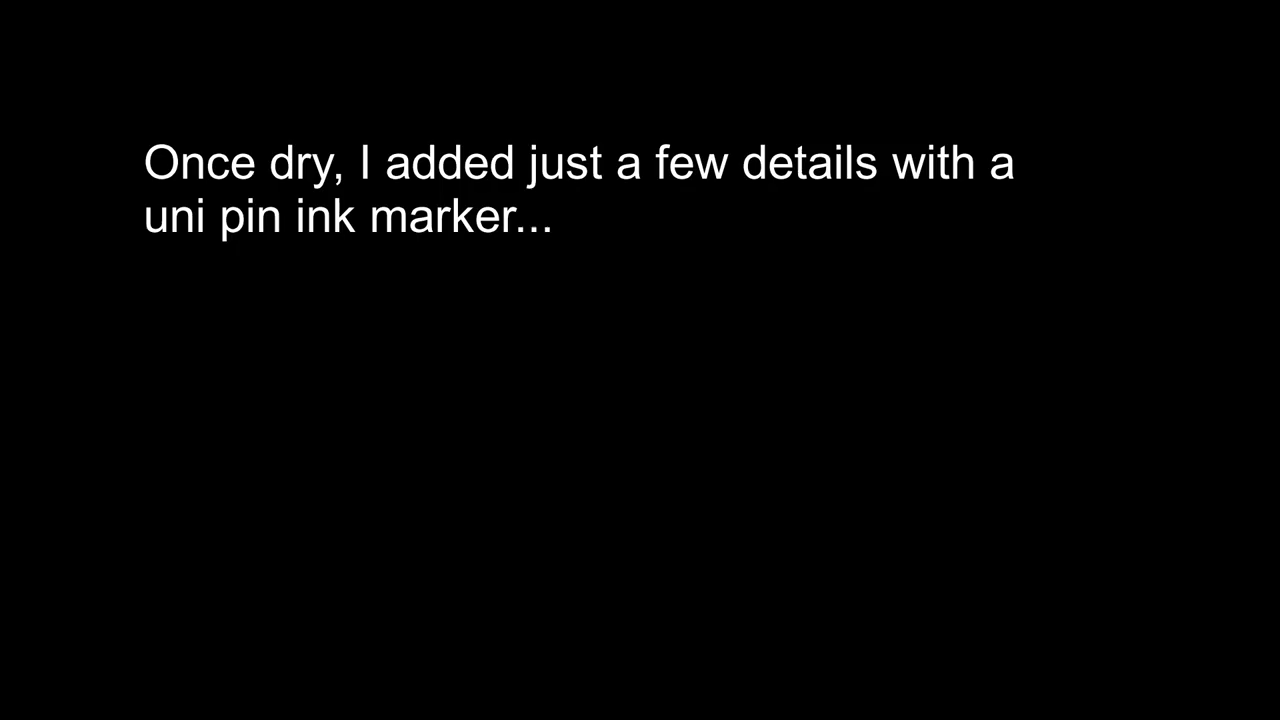 Once dry, I added just a few details with a
uni pin ink marker...